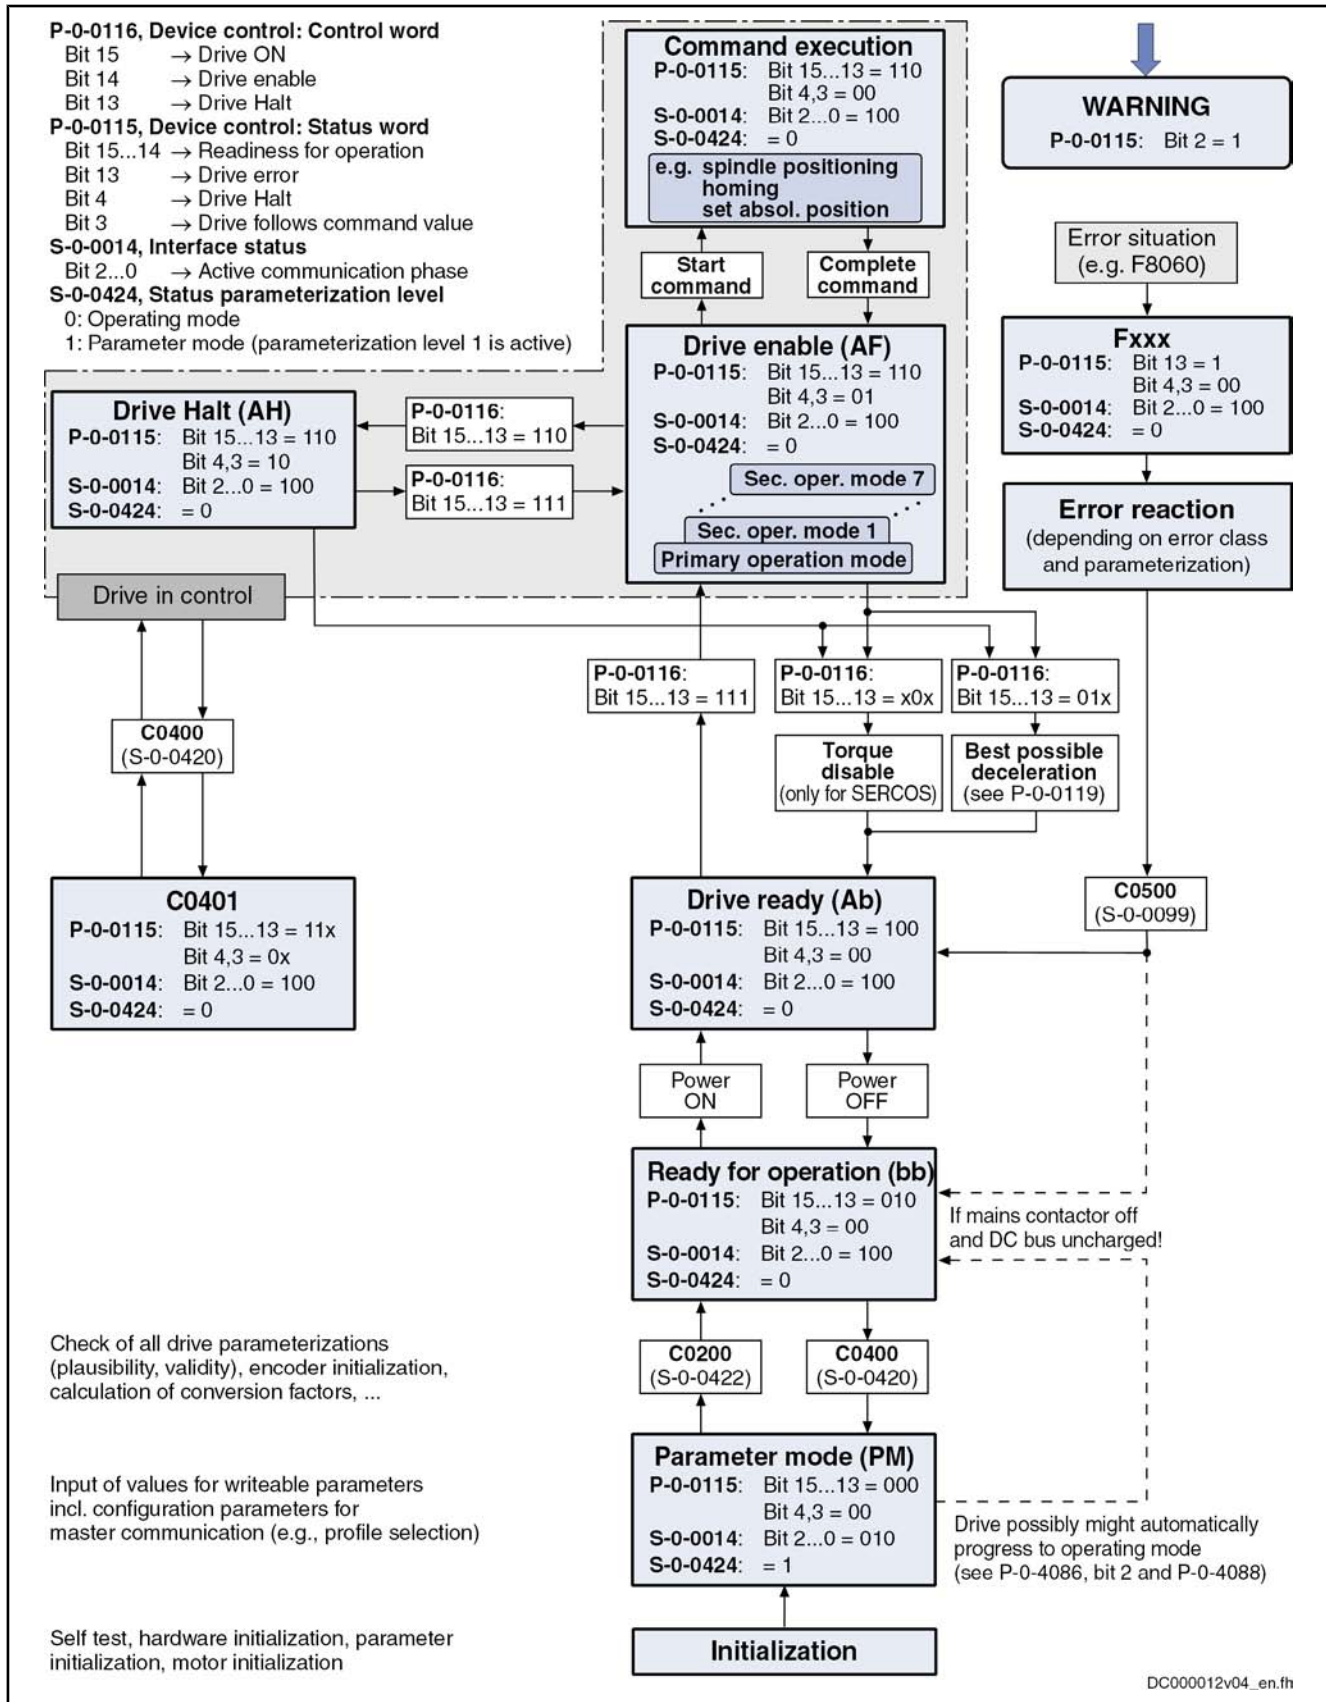 P-0-0116, Device control: Control word
Bit 15 → Drive ON
Bit 14 → Drive enable
Bit 13 → Drive Halt
P-0-0115, Device control: Status word
Bit 15...14 → Readiness for operation
Bit 13 → Drive error
Bit 4 → Drive Halt
Bit 3 → Drive follows command value
S-0-0014, Interface status
Bit 2...0 → Active communication phase
S-0-0424, Status parameterization level
0: Operating mode
1: Parameter mode (parameterization level 1 is active)
Command execution
P-0-0115: Bit 15...13 = 110
Bit 4,3 = 00
S-0-0014: Bit 2...0 = 100
S-0-0424: = 0
e.g. spindle positioning
homing
set absol. position
WARNING
P-0-0115: Bit 2 = 1
Start
command
Complete
command
Error situation
(e.g. F8060)
Drive enable (AF)
P-0-0115: Bit 15...13 = 110
Bit 4,3 = 01
S-0-0014: Bit 2...0 = 100
S-0-0424: = 0
Sec. oper. mode 7
Sec. oper. mode 1
Primary operation mode
Fxxx
P-0-0115: Bit 13 = 1
Bit 4,3 = 00
S-0-0014: Bit 2...0 = 100
S-0-0424: = 0
Drive Halt (AH)
P-0-0115: Bit 15...13 = 110
Bit 4,3 = 10
S-0-0014: Bit 2...0 = 100
S-0-0424: = 0
P-0-0116:
Bit 15...13 = 110
P-0-0116:
Bit 15...13 = 111
Error reaction
(depending on error class
and parameterization)
Drive in control
P-0-0116:
Bit 15...13 = 111
P-0-0116:
Bit 15...13 = x0x
P-0-0116:
Bit 15...13 = 01x
C0400
(S-0-0420)
Torque
disable
(only for SERCOS)
Best possible
deceleration
(see P-0-0119)
C0401
P-0-0115: Bit 15...13 = 11x
Bit 4,3 = 0x
S-0-0014: Bit 2...0 = 100
S-0-0424: = 0
Drive ready (Ab)
P-0-0115: Bit 15...13 = 100
Bit 4,3 = 00
S-0-0014: Bit 2...0 = 100
S-0-0424: = 0
C0500
(S-0-0099)
Power
ON
Power
OFF
Ready for operation (bb)
P-0-0115: Bit 15...13 = 010
Bit 4,3 = 00
S-0-0014: Bit 2...0 = 100
S-0-0424: = 0
If mains contactor off
and DC bus uncharged!
Check of all drive parameterizations
(plausibility, validity), encoder initialization,
calculation of conversion factors, ...
C0200
(S-0-0422)
C0400
(S-0-0420)
Input of values for writeable parameters
incl. configuration parameters for
master communication (e.g., profile selection)
Parameter mode (PM)
P-0-0115: Bit 15...13 = 000
Bit 4,3 = 00
S-0-0014: Bit 2...0 = 010
S-0-0424: = 1
Drive possibly might automatically
progress to operating mode
(see P-0-4086, bit 2 and P-0-4088)
Self test, hardware initialization, parameter
initialization, motor initialization
Initialization
DC000012v04_en.fh